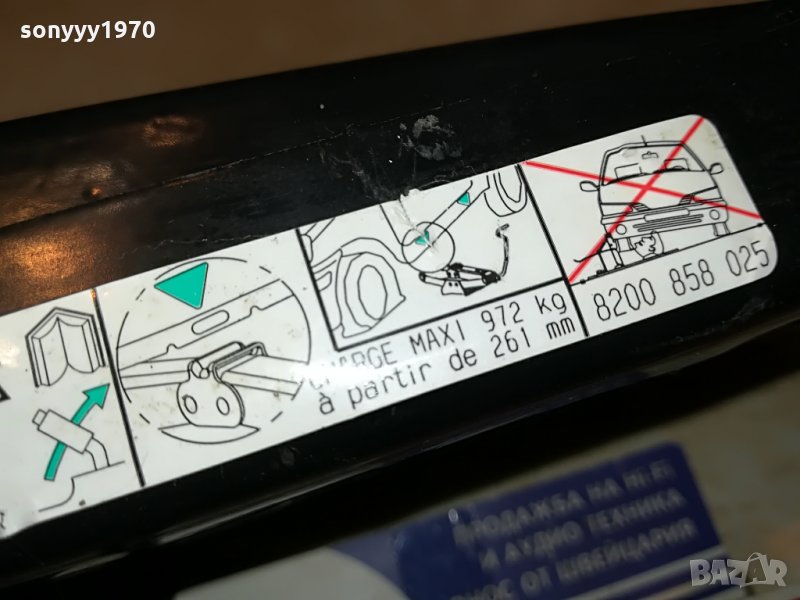 sonyyy1970
CHARGE MAXI 972 kg
à partir de 261 mm
8200 858 025
ПРОДАЖБА НА HI-FI
И АУДИО ТЕХНИКА
ВНОС ОТ ШВЕЙЦАРИЯ
BAZAR